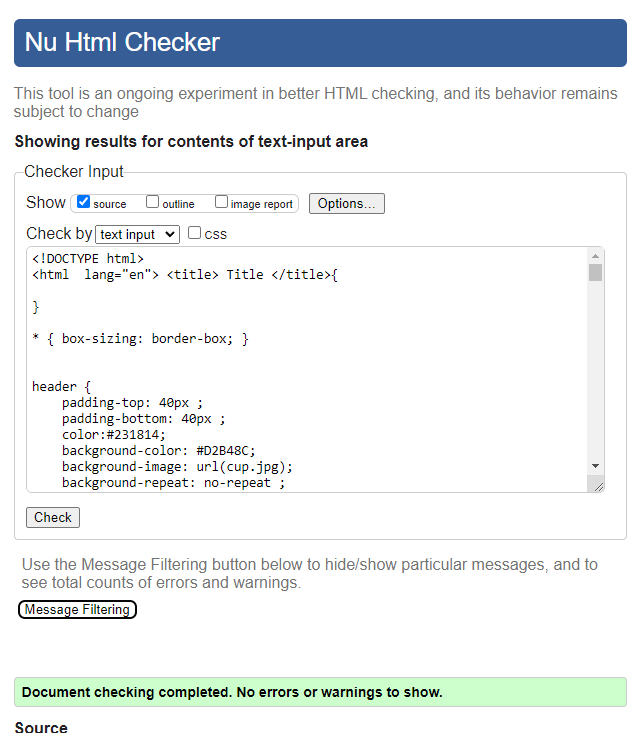 Nu Html Checker
This tool is an ongoing experiment in better HTML checking, and its behavior remains
subject to change
Showing results for contents of text-input area
Checker Input
Show source outline image report Options...
Check by text input css
<!DOCTYPE html>
<html  lang="en"> <title> Title </title>{
}
* { box-sizing: border-box; }
header {
    padding-top: 40px ;
    padding-bottom: 40px ;
    color:#231814;
    background-color: #D2B48C;
    background-image: url(cup.jpg);
    background-repeat: no-repeat ;
Check
Use the Message Filtering button below to hide/show particular messages, and to
see total counts of errors and warnings.
Message Filtering
Document checking completed. No errors or warnings to show.
Source